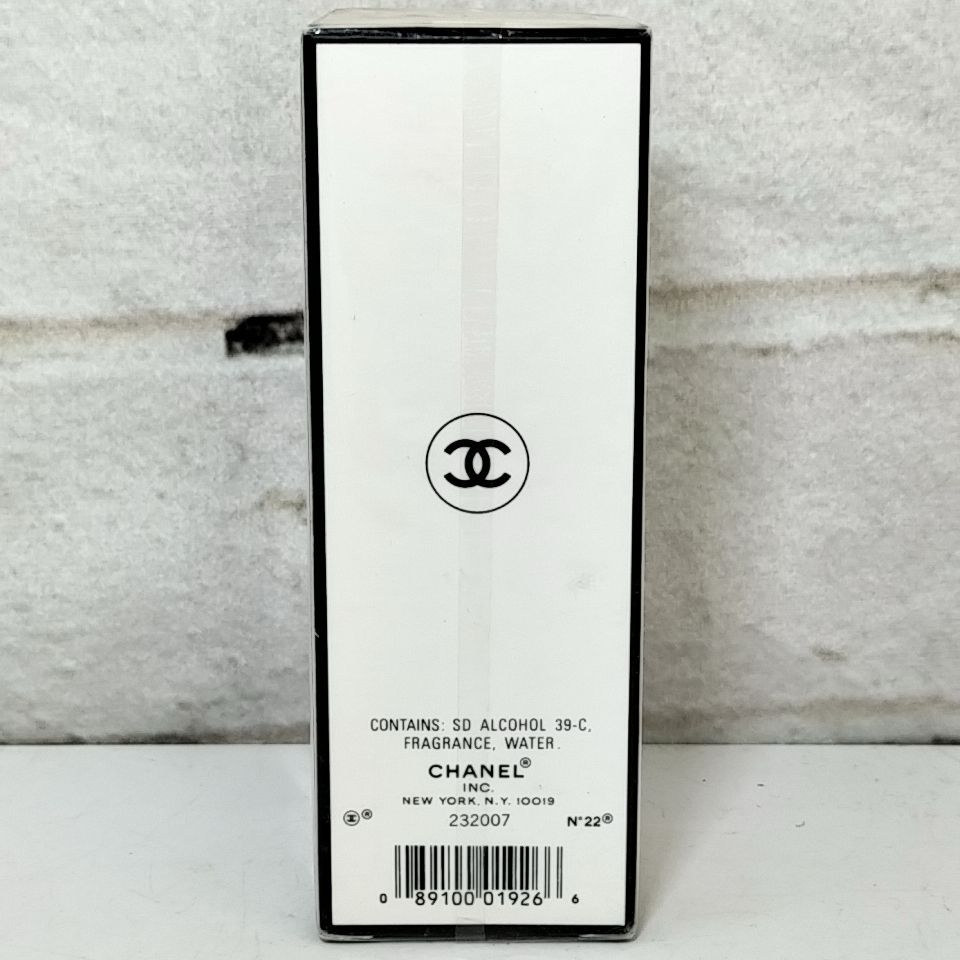 CONTAINS: SD ALCOHOL 39-C,
FRAGRANCE, WATER.
CHANEL®
INC.
NEW YORK, N.Y. 10019
® 232007 N°22®
0 89100 01926 6